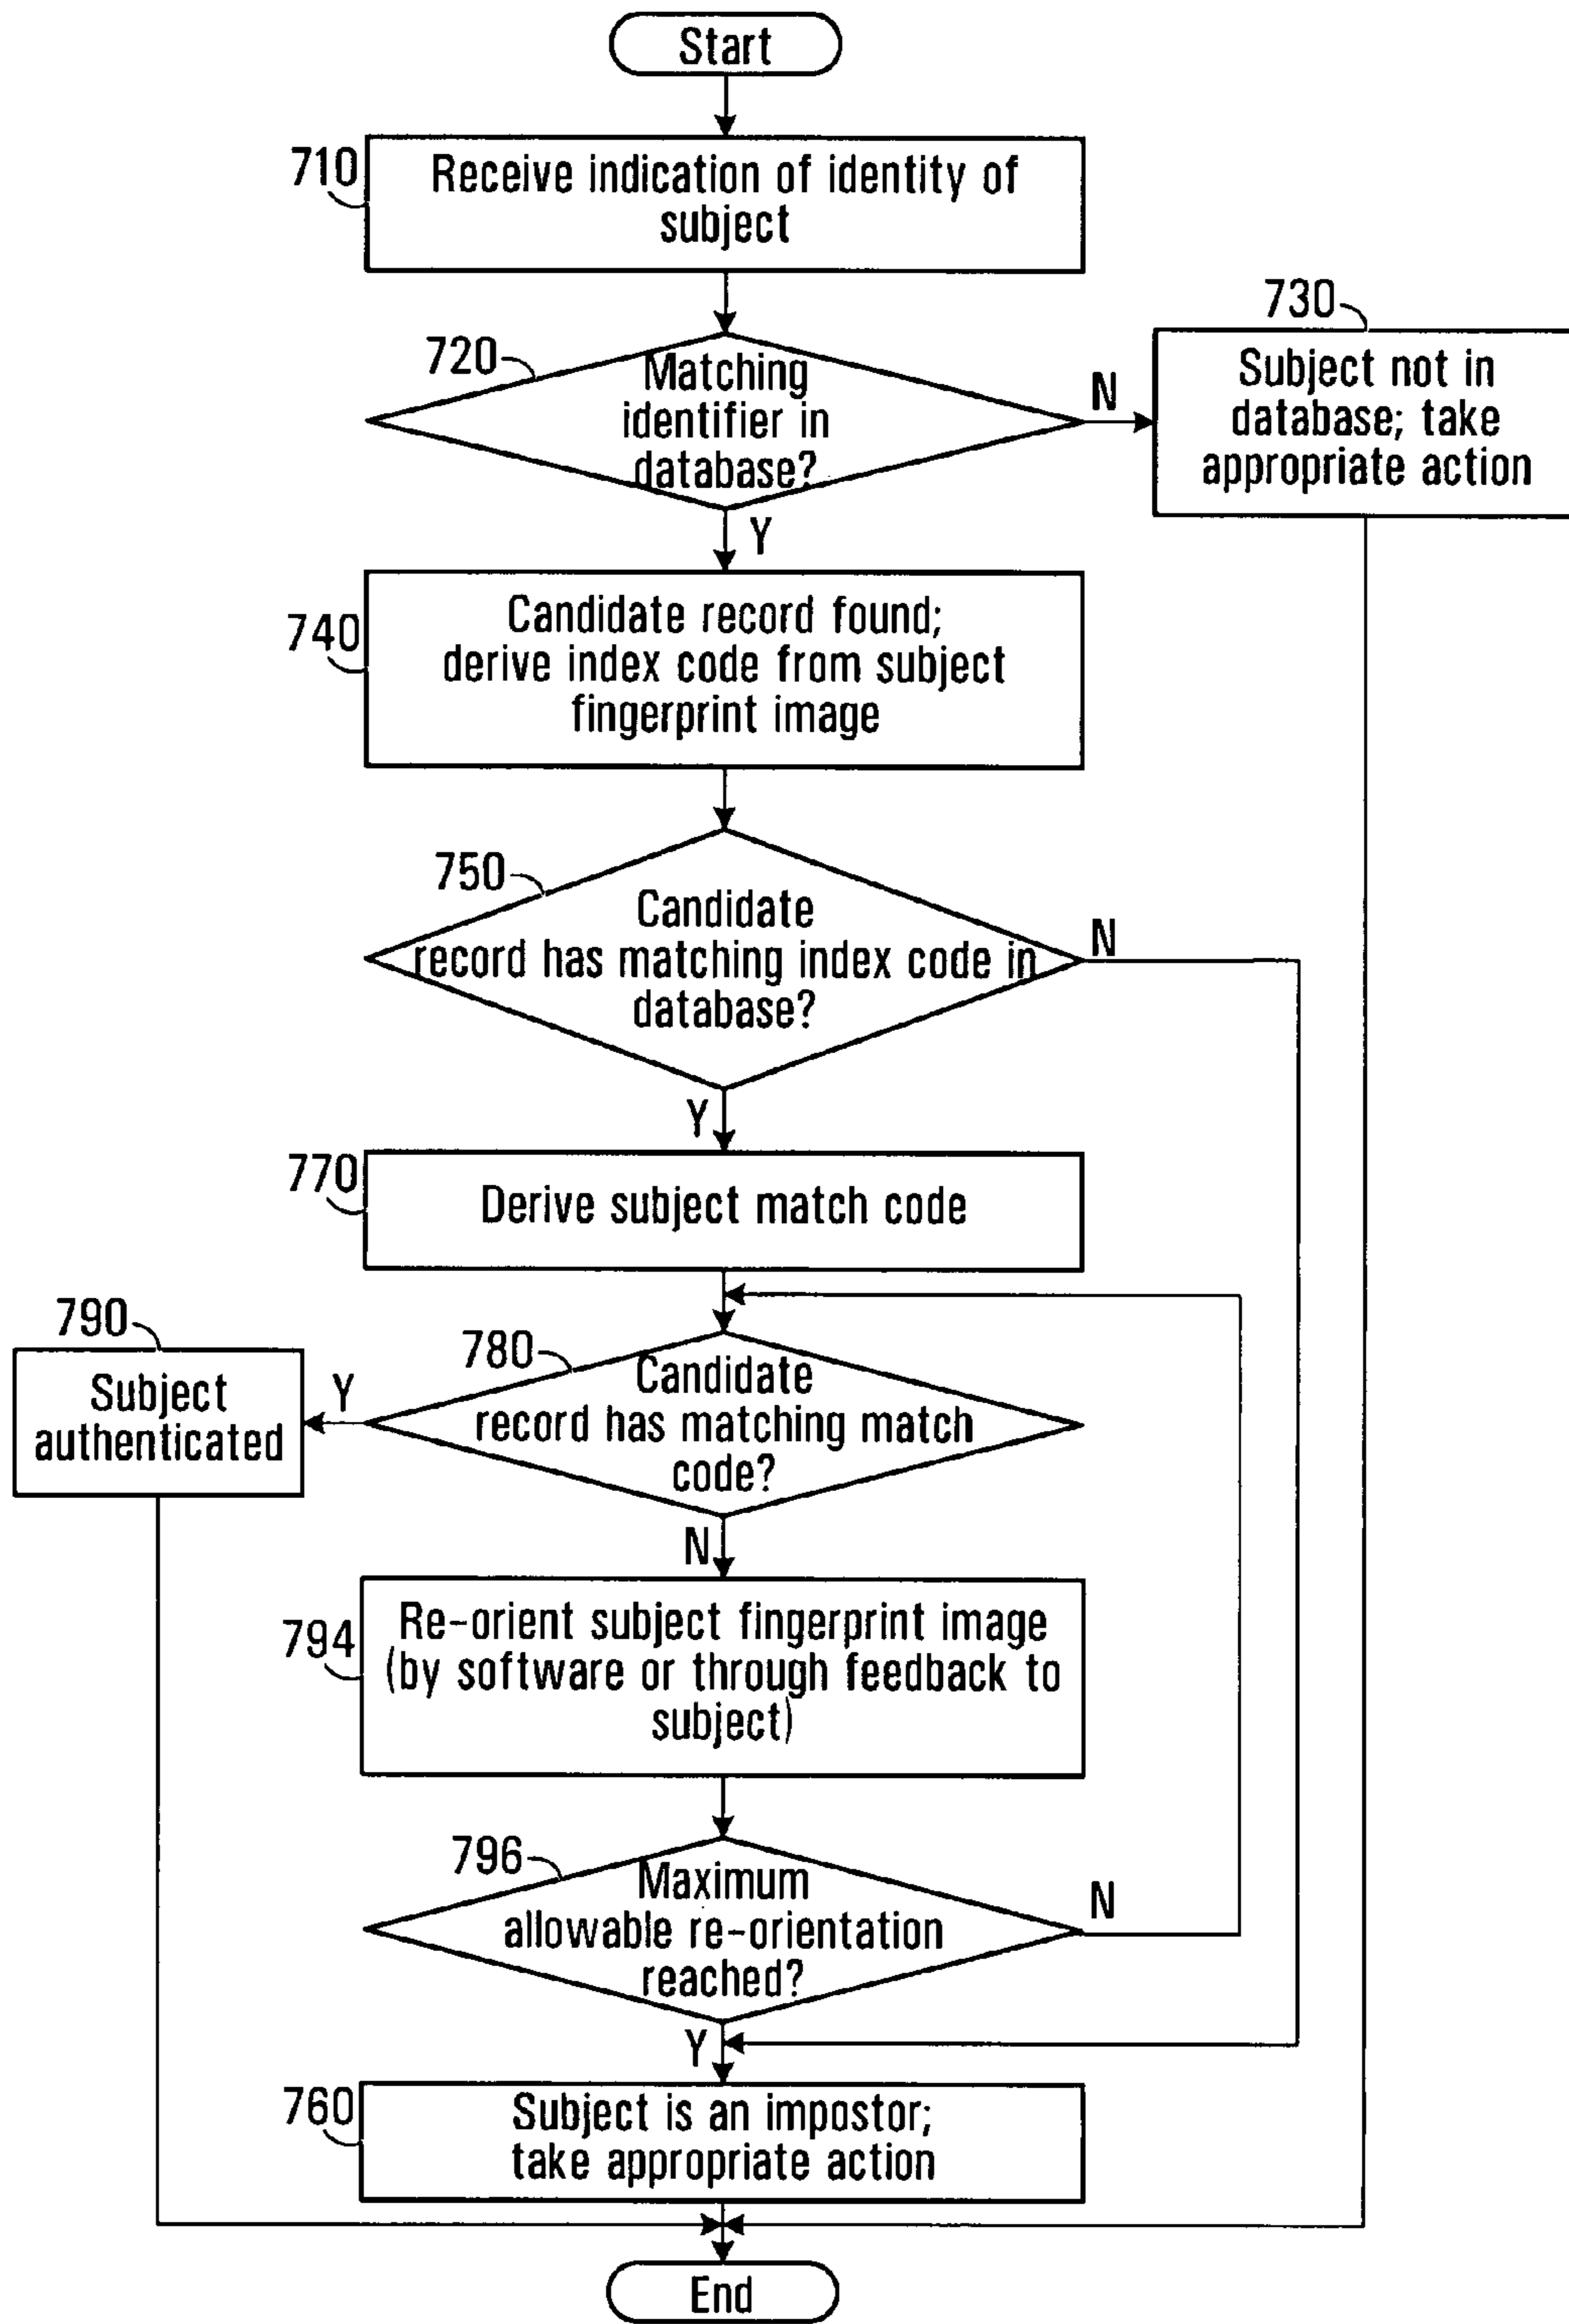 Start
710
Receive indication of identity of
subject
720
Matching
identifier in
database?
N
730
Subject not in
database; take
appropriate action
Y
740
Candidate record found;
derive index code from subject
fingerprint image
750
Candidate
record has matching index code in
database?
N
Y
770
Derive subject match code
790
Subject
authenticated
Y
780
Candidate
record has matching match
code?
N
794
Re-orient subject fingerprint image
(by software or through feedback to
subject)
796
Maximum
allowable re-orientation
reached?
N
Y
760
Subject is an impostor;
take appropriate action
End